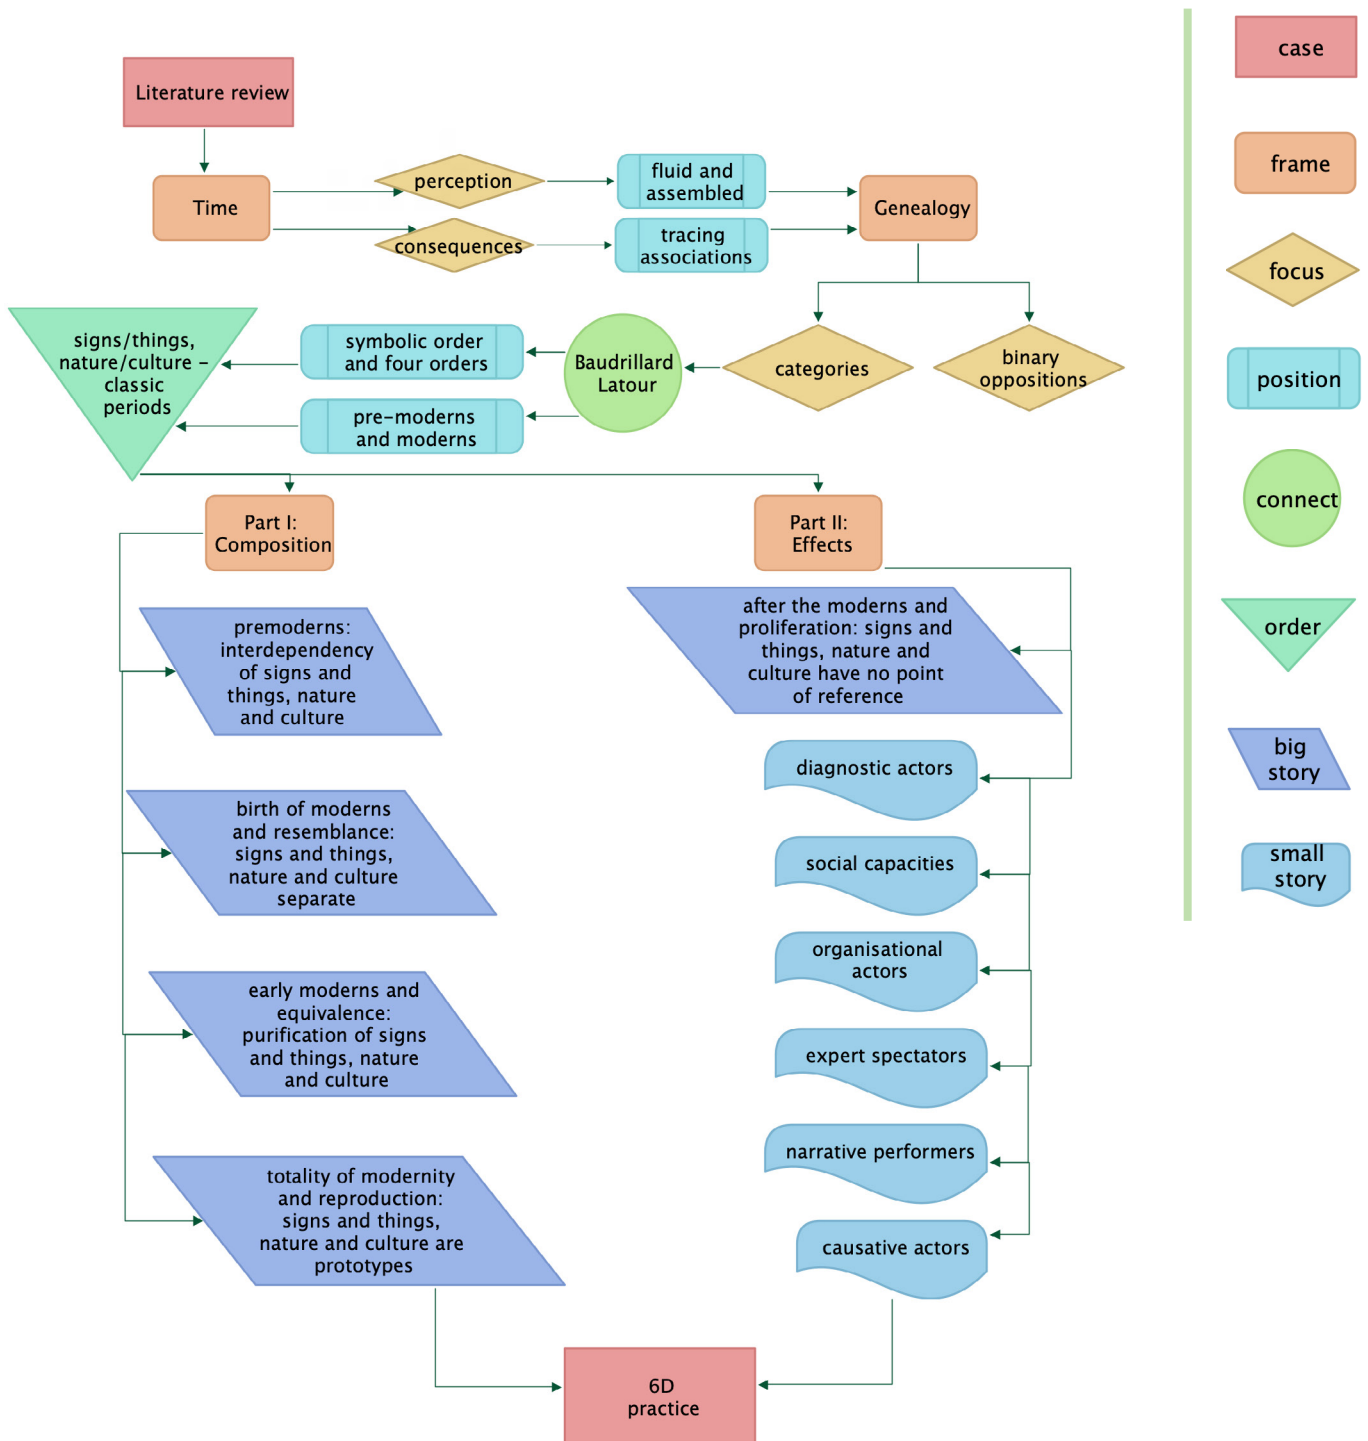 Literature review
Time
perception
consequences
fluid and
assembled
tracing
associations
Genealogy
categories
binary
oppositions
Baudrillard
Latour
symbolic order
and four orders
pre-moderns
and moderns
signs/things,
nature/culture –
classic
periods
Part I:
Composition
premoderns:
interdependency
of signs and
things, nature
and culture
birth of moderns
and resemblance:
signs and things,
nature and culture
separate
early moderns and
equivalence:
purification of signs
and things, nature
and culture
totality of modernity
and reproduction:
signs and things,
nature and culture are
prototypes
Part II:
Effects
after the moderns and
proliferation: signs and
things, nature and
culture have no point
of reference
diagnostic actors
social capacities
organisational
actors
expert spectators
narrative performers
causative actors
6D
practice
case
frame
focus
position
connect
order
big
story
small
story